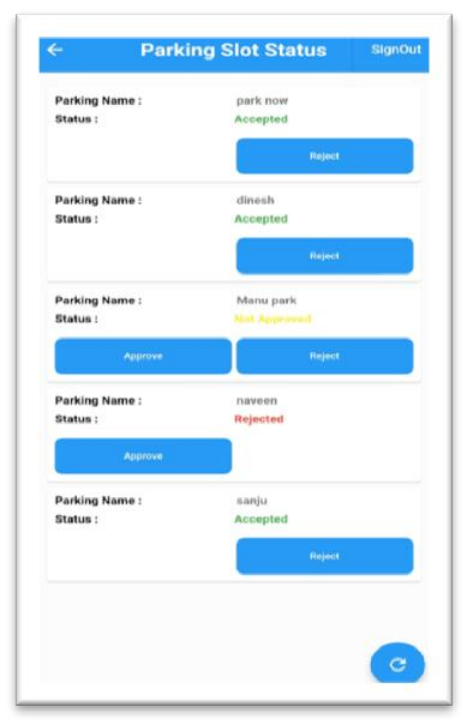 Parking Slot Status SignOut
Parking Name : park now
Status : Accepted
Reject
Parking Name : dinesh
Status : Accepted
Reject
Parking Name : Manu park
Status : Not Approved
Approve Reject
Parking Name : naveen
Status : Rejected
Approve
Parking Name : sanju
Status : Accepted
Reject